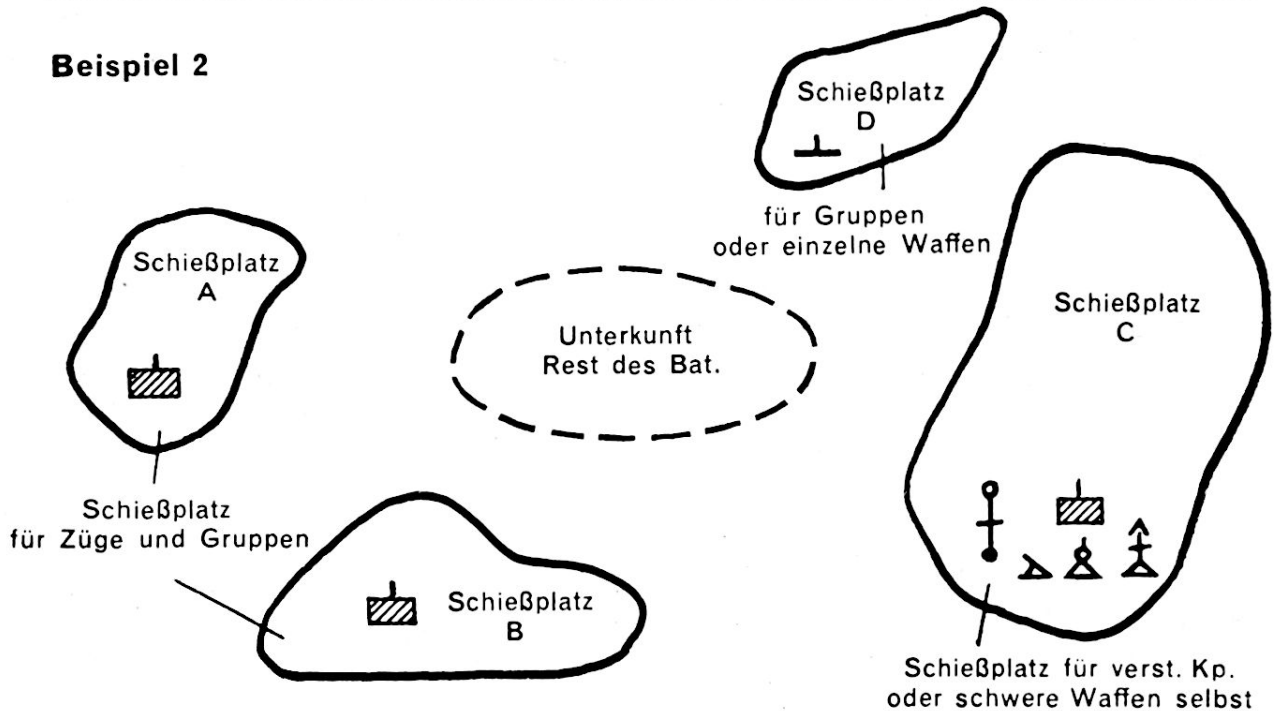 Beispiel 2
Schießplatz
D
für Gruppen
oder einzelne Waffen
Schießplatz
A
Unterkunft
Rest des Bat.
Schießplatz
C
Schießplatz
für Züge und Gruppen
Schießplatz
B
Schießplatz für verst. Kp.
oder schwere Waffen selbst